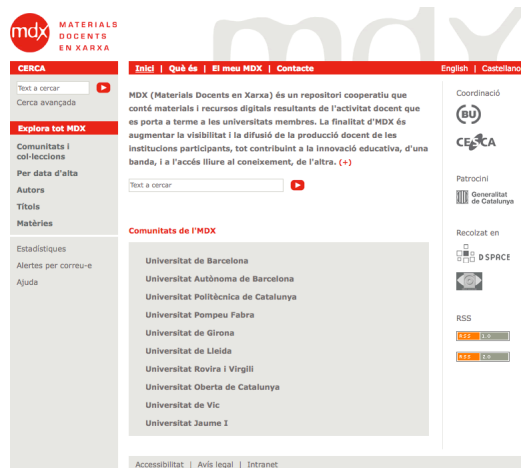 mdx
MATERIALS
DOCENTS
EN XARXA
CERCA
Inici | Què és | El meu MDX | Contacte
English | Castellano
Text a cercar
Cerca avançada
Explora tot MDX
Comunitats i
col·leccions
Per data d'alta
Autors
Títols
Matèries
Estadístiques
Alertes per correu-e
Ajuda
MDX (Materials Docents en Xarxa) és un repositori cooperatiu que
conté materials i recursos digitals resultants de l'activitat docent que
es porta a terme a les universitats membres. La finalitat d'MDX és
augmentar la visibilitat i la difusió de la producció docent de les
institucions participants, tot contribuint a la innovació educativa, d'una
banda, i a l'accés lliure al coneixement, de l'altra. (+)
Text a cercar
Comunitats de l'MDX
Universitat de Barcelona
Universitat Autònoma de Barcelona
Universitat Politècnica de Catalunya
Universitat Pompeu Fabra
Universitat de Girona
Universitat de Lleida
Universitat Rovira i Virgili
Universitat Oberta de Catalunya
Universitat de Vic
Universitat Jaume I
Coordinació
BU
CESCA
Patrocini
Generalitat
de Catalunya
Recolzat en
DSPACE
RSS
RSS 1.0
RSS 2.0
Accessibilitat | Avís legal | Intranet